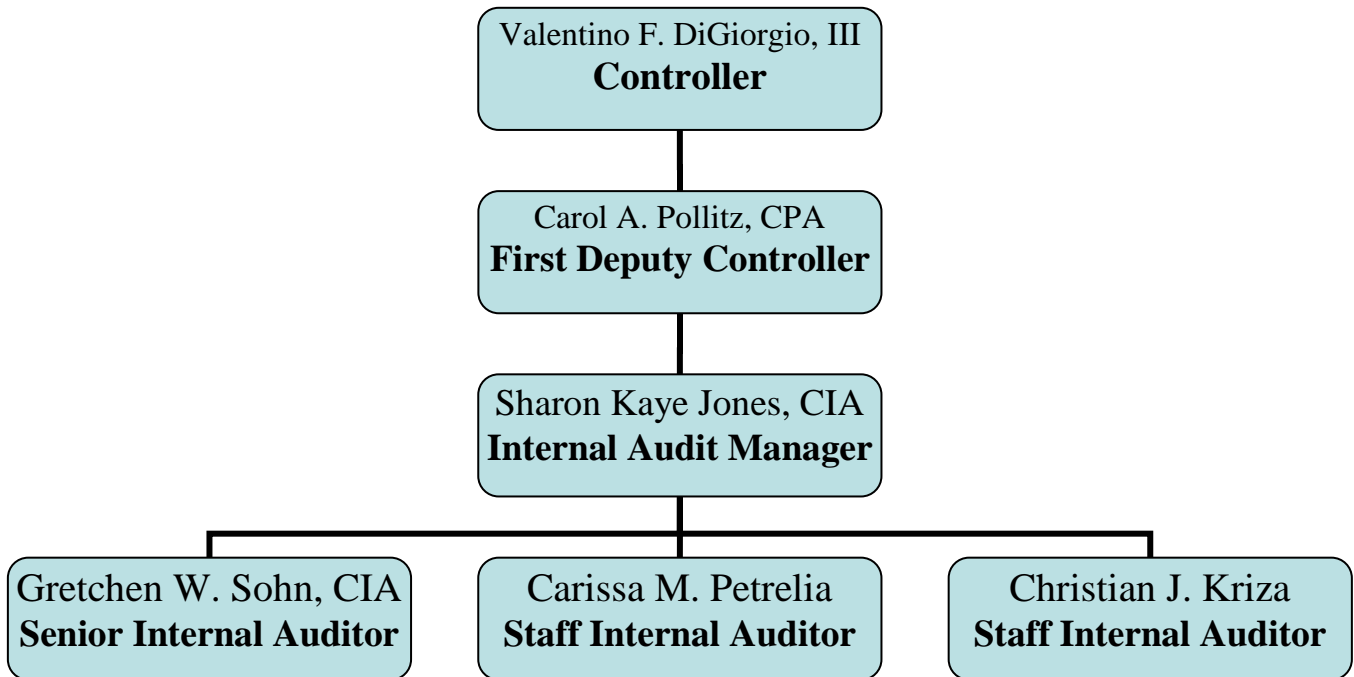 Valentino F. DiGiorgio, III
Controller
Carol A. Pollitz, CPA
First Deputy Controller
Sharon Kaye Jones, CIA
Internal Audit Manager
Gretchen W. Sohn, CIA
Senior Internal Auditor
Carissa M. Petrelia
Staff Internal Auditor
Christian J. Kriza
Staff Internal Auditor